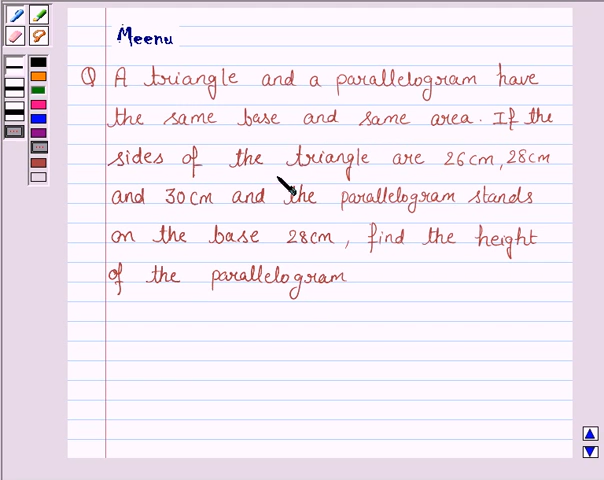 Meenu
Q A triangle and a parallelogram have
the same base and same area. If the
sides of the triangle are 26cm, 28cm
and 30cm and the parallelogram stands
on the base 28cm, find the height
of the parallelogram